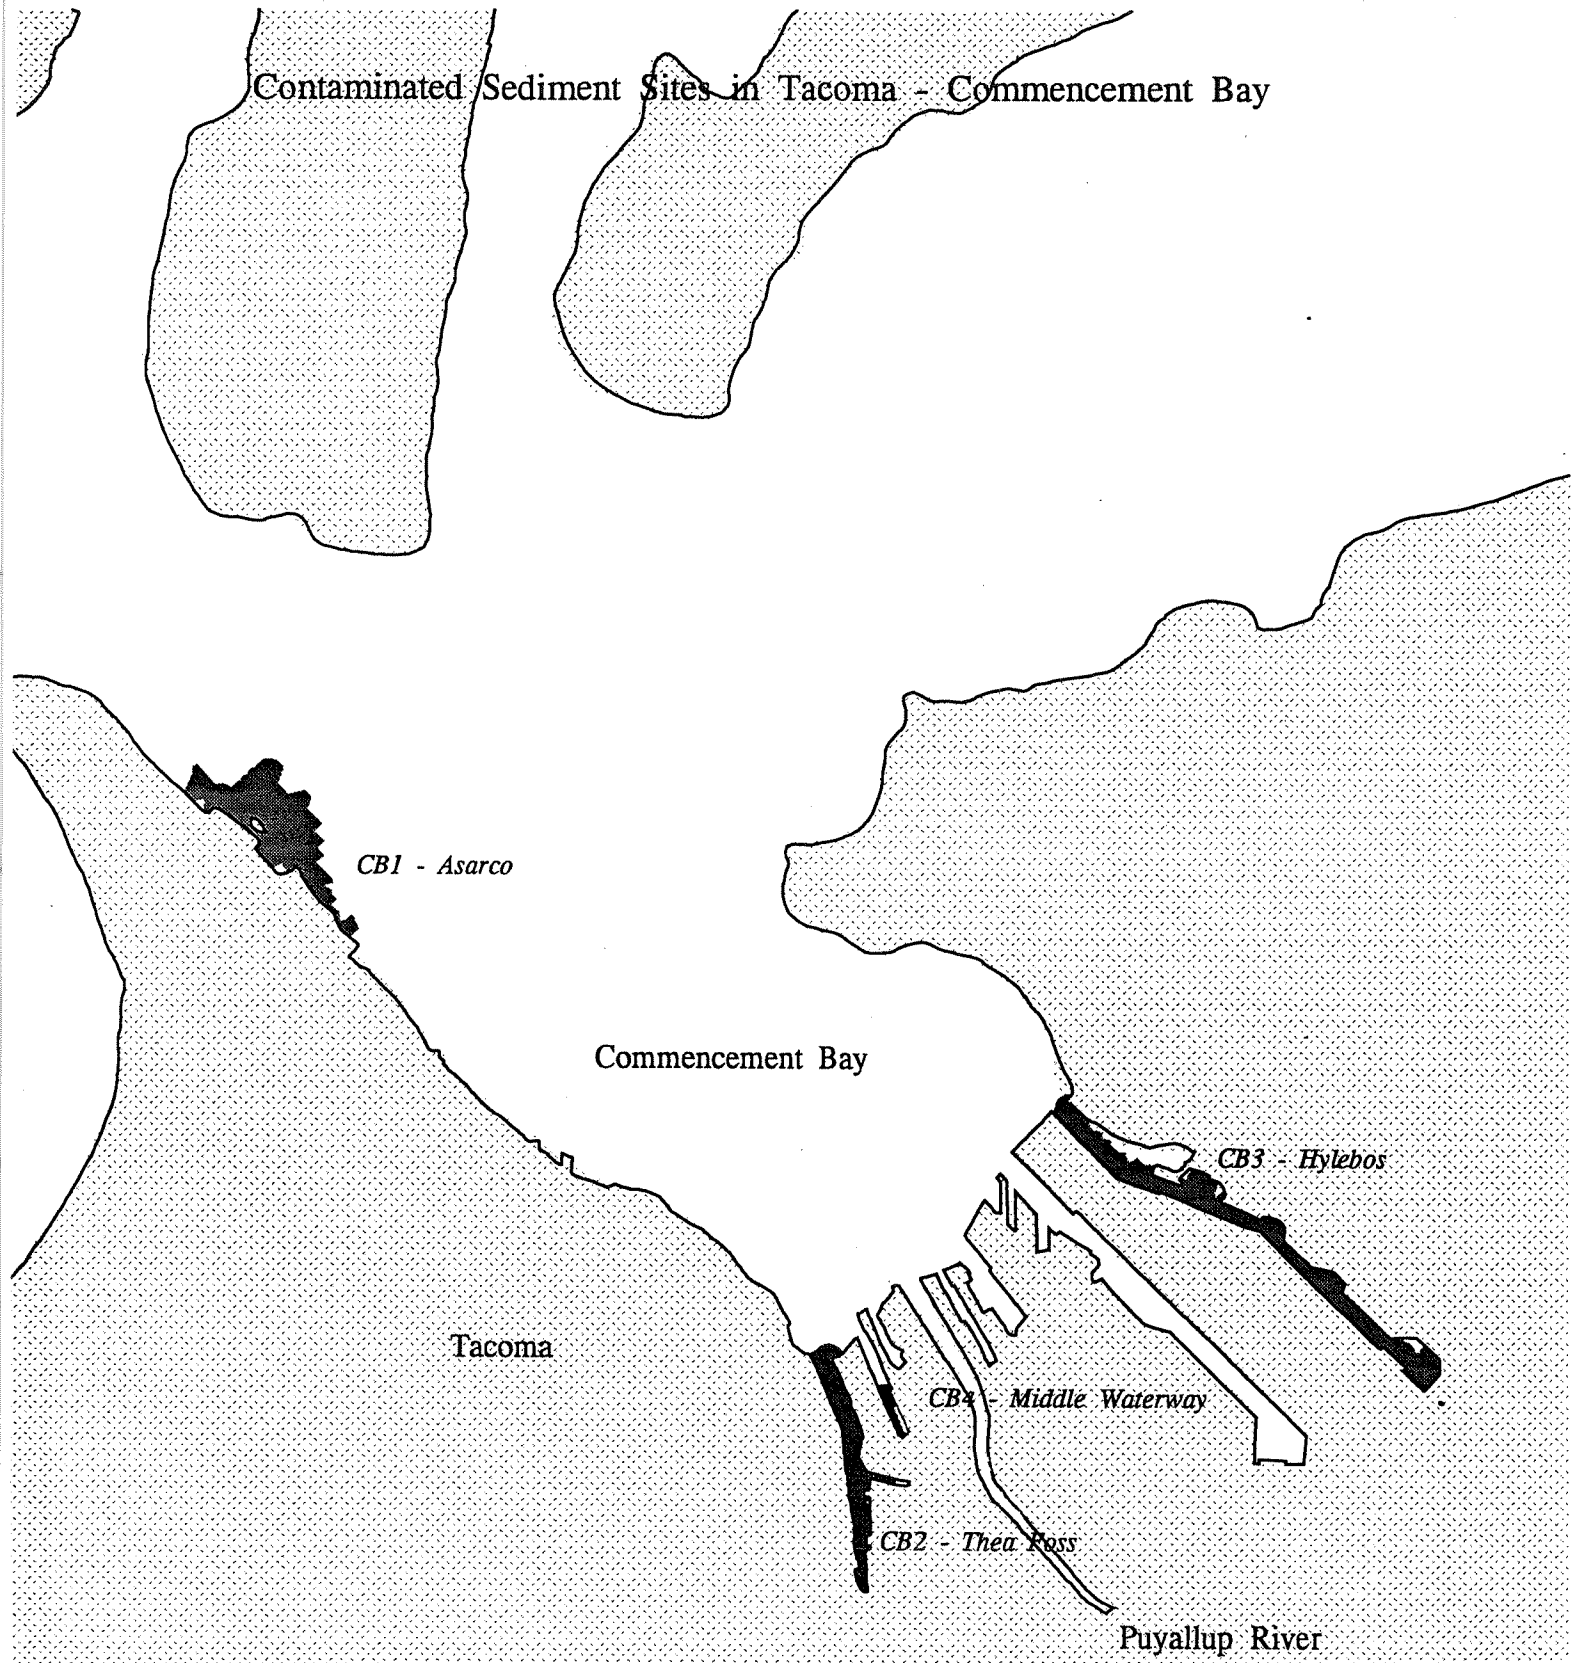 Contaminated Sediment Sites in Tacoma - Commencement Bay
CB1 - Asarco
Commencement Bay
CB3 - Hylebos
Tacoma
CB4 - Middle Waterway
CB2 - Thea Foss
Puyallup River